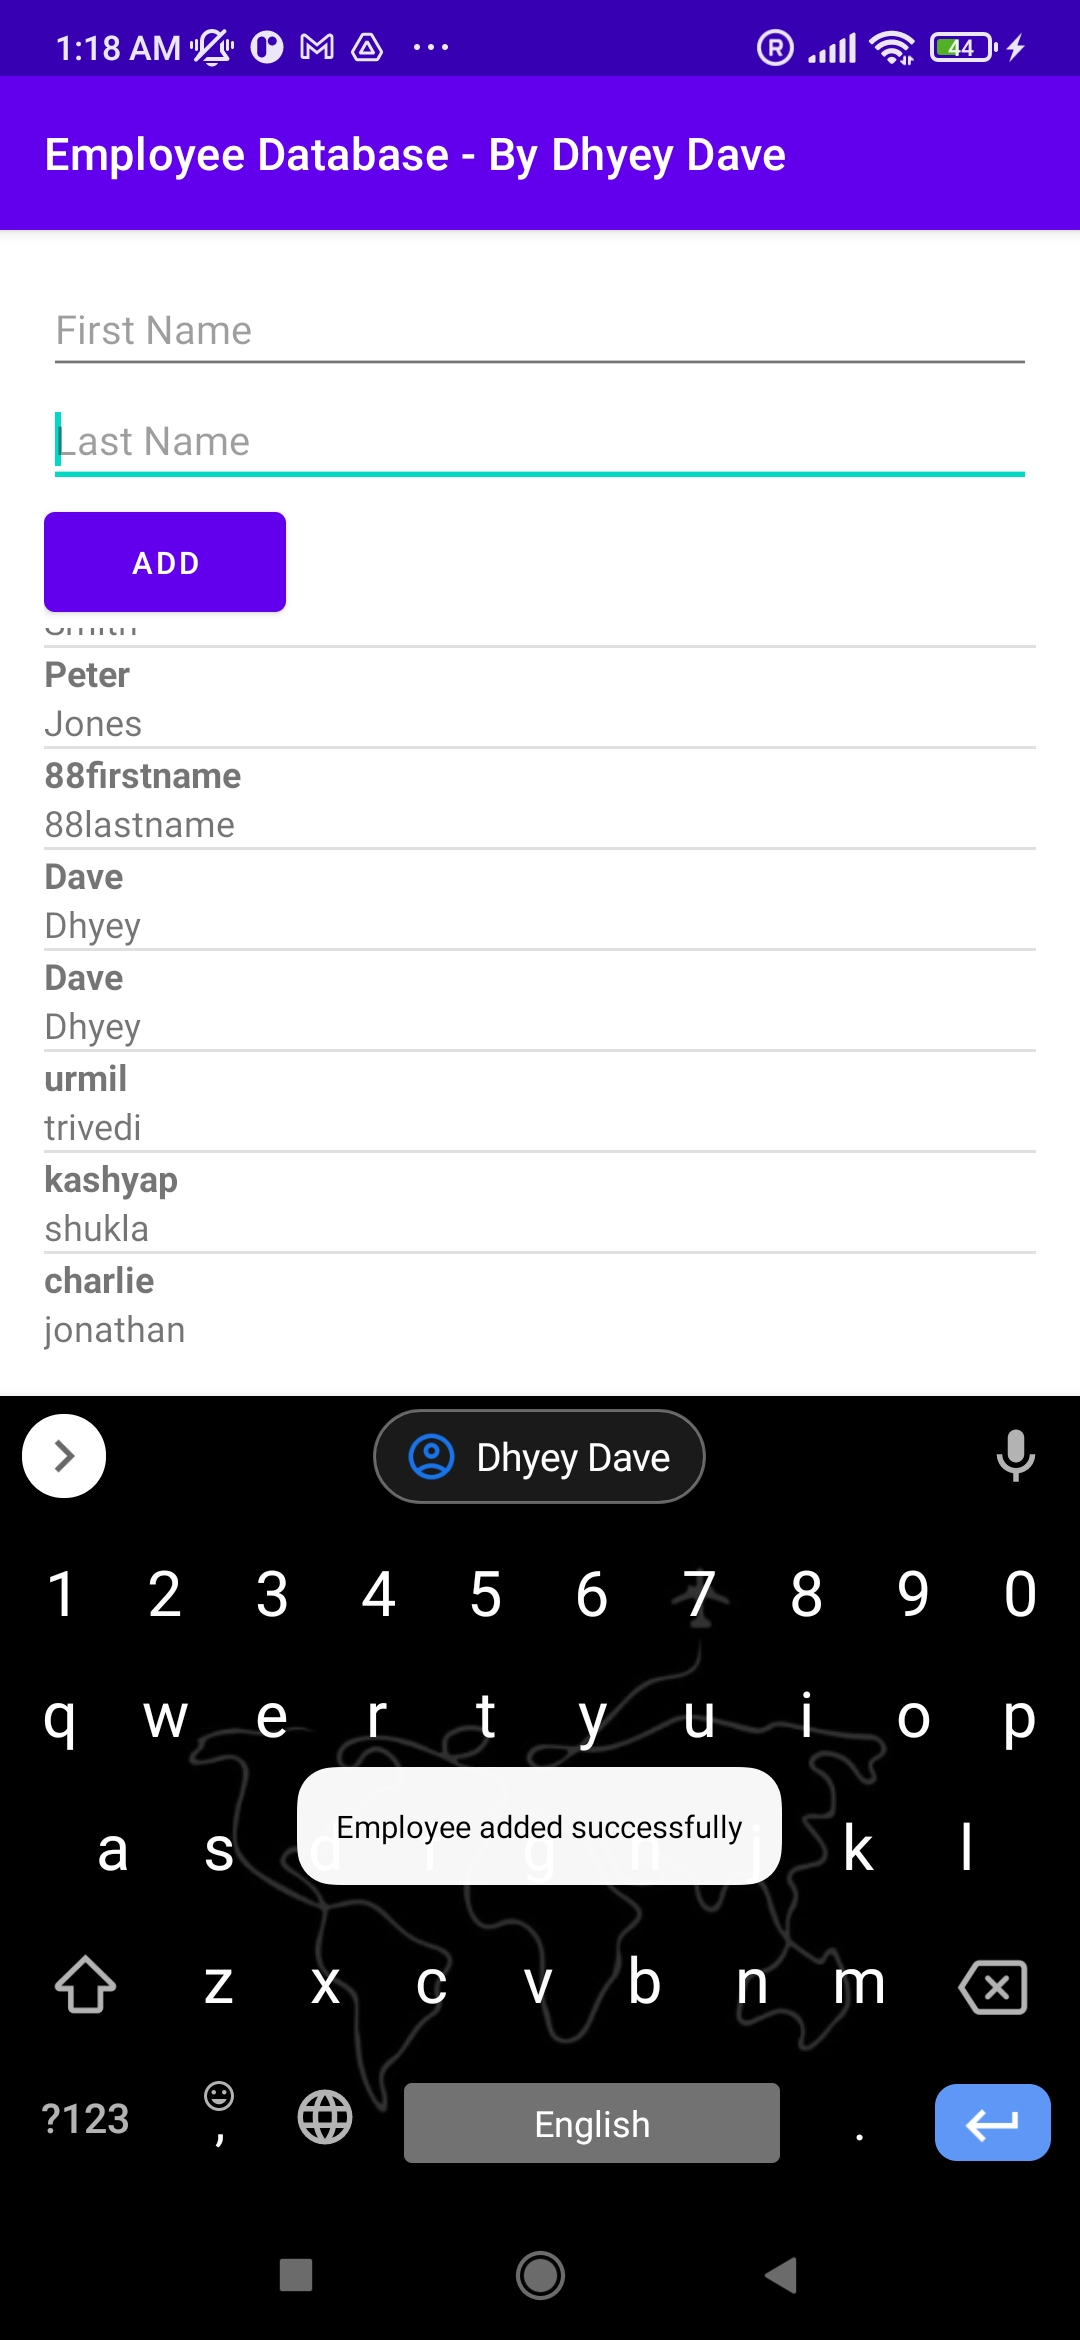 1:18 AM
R
44
Employee Database - By Dhyey Dave
First Name
Last Name
ADD
Smith
Peter
Jones
88firstname
88lastname
Dave
Dhyey
Dave
Dhyey
urmil
trivedi
kashyap
shukla
charlie
jonathan
Dhyey Dave
1 2 3 4 5 6 7 8 9 0
q w e r t y u i o p
a s d f g h j k l
Employee added successfully
z x c v b n m
?123 , English .